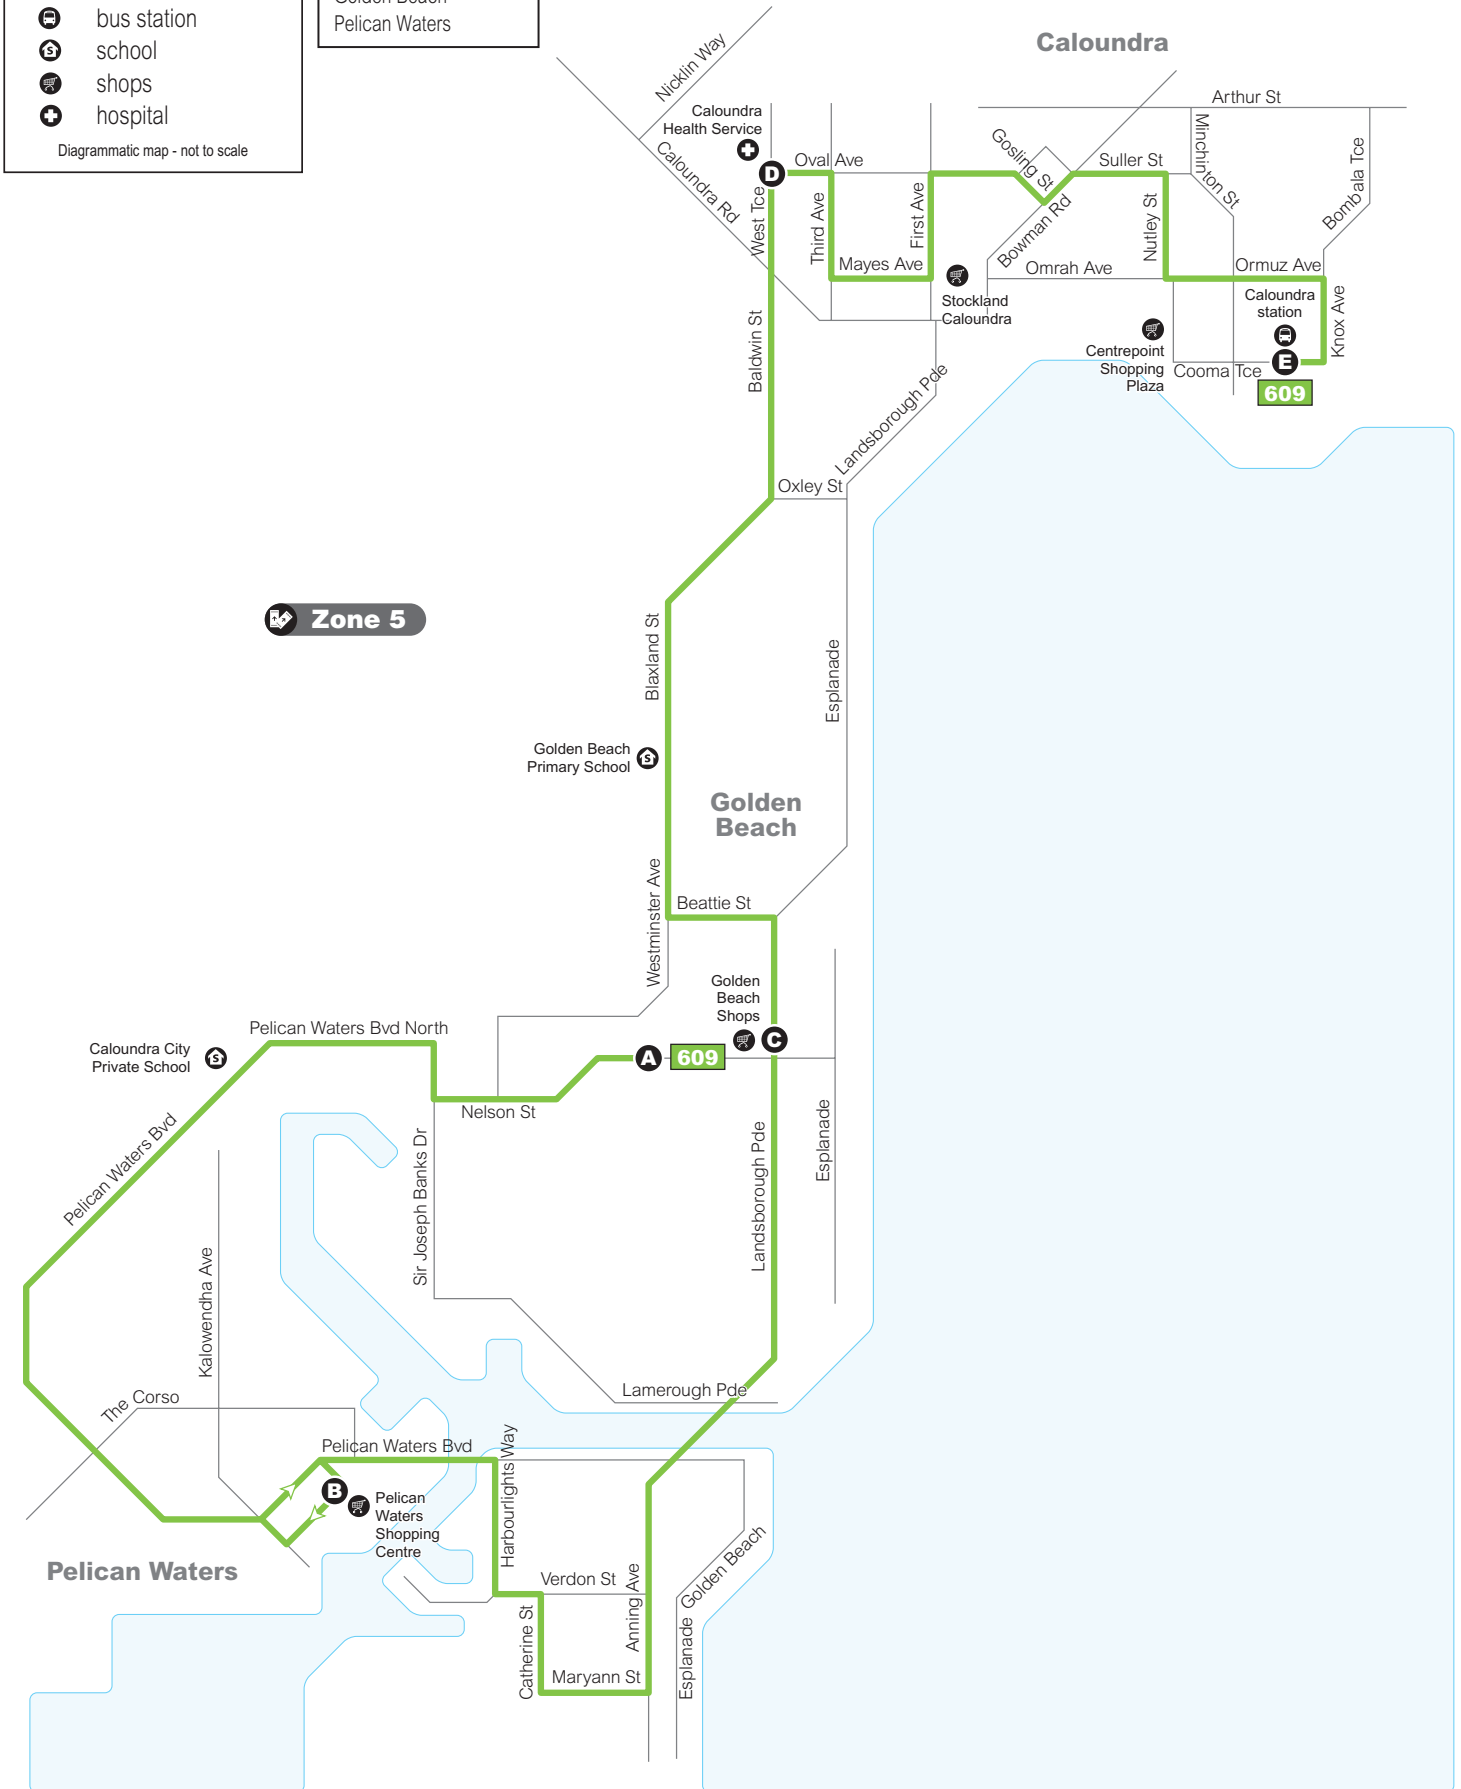 bus station
school
shops
hospital
Diagrammatic map - not to scale
Golden Beach
Pelican Waters
Caloundra
Nicklin Way
Caloundra
Health Service
Caloundra Rd
D
Oval Ave
West Tce
Third Ave
First Ave
Mayes Ave
Gosling St
Bowman Rd
Suller St
Arthur St
Minchinton St
Bombala Tce
Nutley St
Omrah Ave
Ormuz Ave
Stockland
Caloundra
Caloundra
station
Knox Ave
Centrepoint
Shopping
Plaza
Cooma Tce
E
609
Baldwin St
Landsborough Pde
Oxley St
Zone 5
Blaxland St
Esplanade
Golden Beach
Primary School
Golden
Beach
Westminster Ave
Beattie St
Golden
Beach
Shops
C
A
609
Pelican Waters Bvd North
Caloundra City
Private School
Nelson St
Pelican Waters Bvd
Sir Joseph Banks Dr
Landsborough Pde
Esplanade
Kalowendha Ave
The Corso
Lamerough Pde
Pelican Waters Bvd
Harbourlights Way
B
Pelican
Waters
Shopping
Centre
Pelican Waters
Verdon St
Catherine St
Anning Ave
Maryann St
Golden Beach
Esplanade